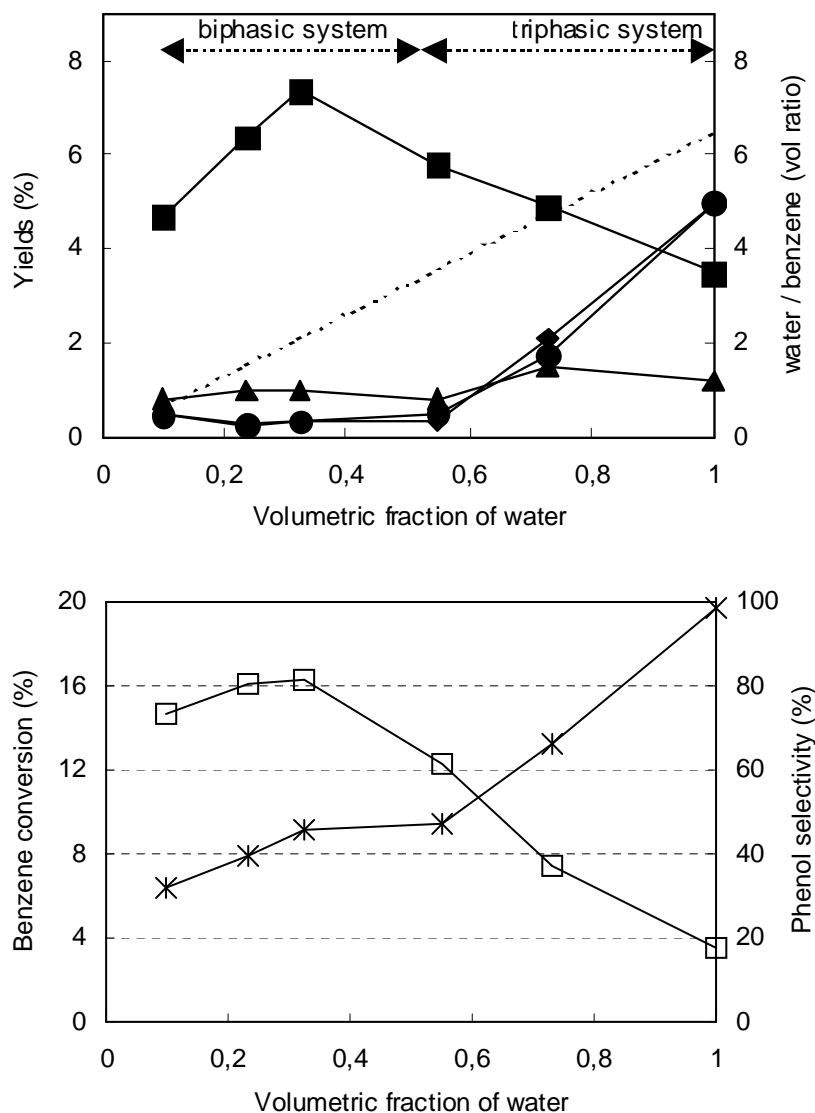 biphasic system triphasic system
8 8
6 6
4 4
2 2
0 0
0 0,2 0,4 0,6 0,8 1
Yields (%)
water / benzene (vol ratio)
Volumetric fraction of water
20 100
16 80
12 60
8 40
4 20
0 0
0 0,2 0,4 0,6 0,8 1
Benzene conversion (%)
Phenol selectivity (%)
Volumetric fraction of water